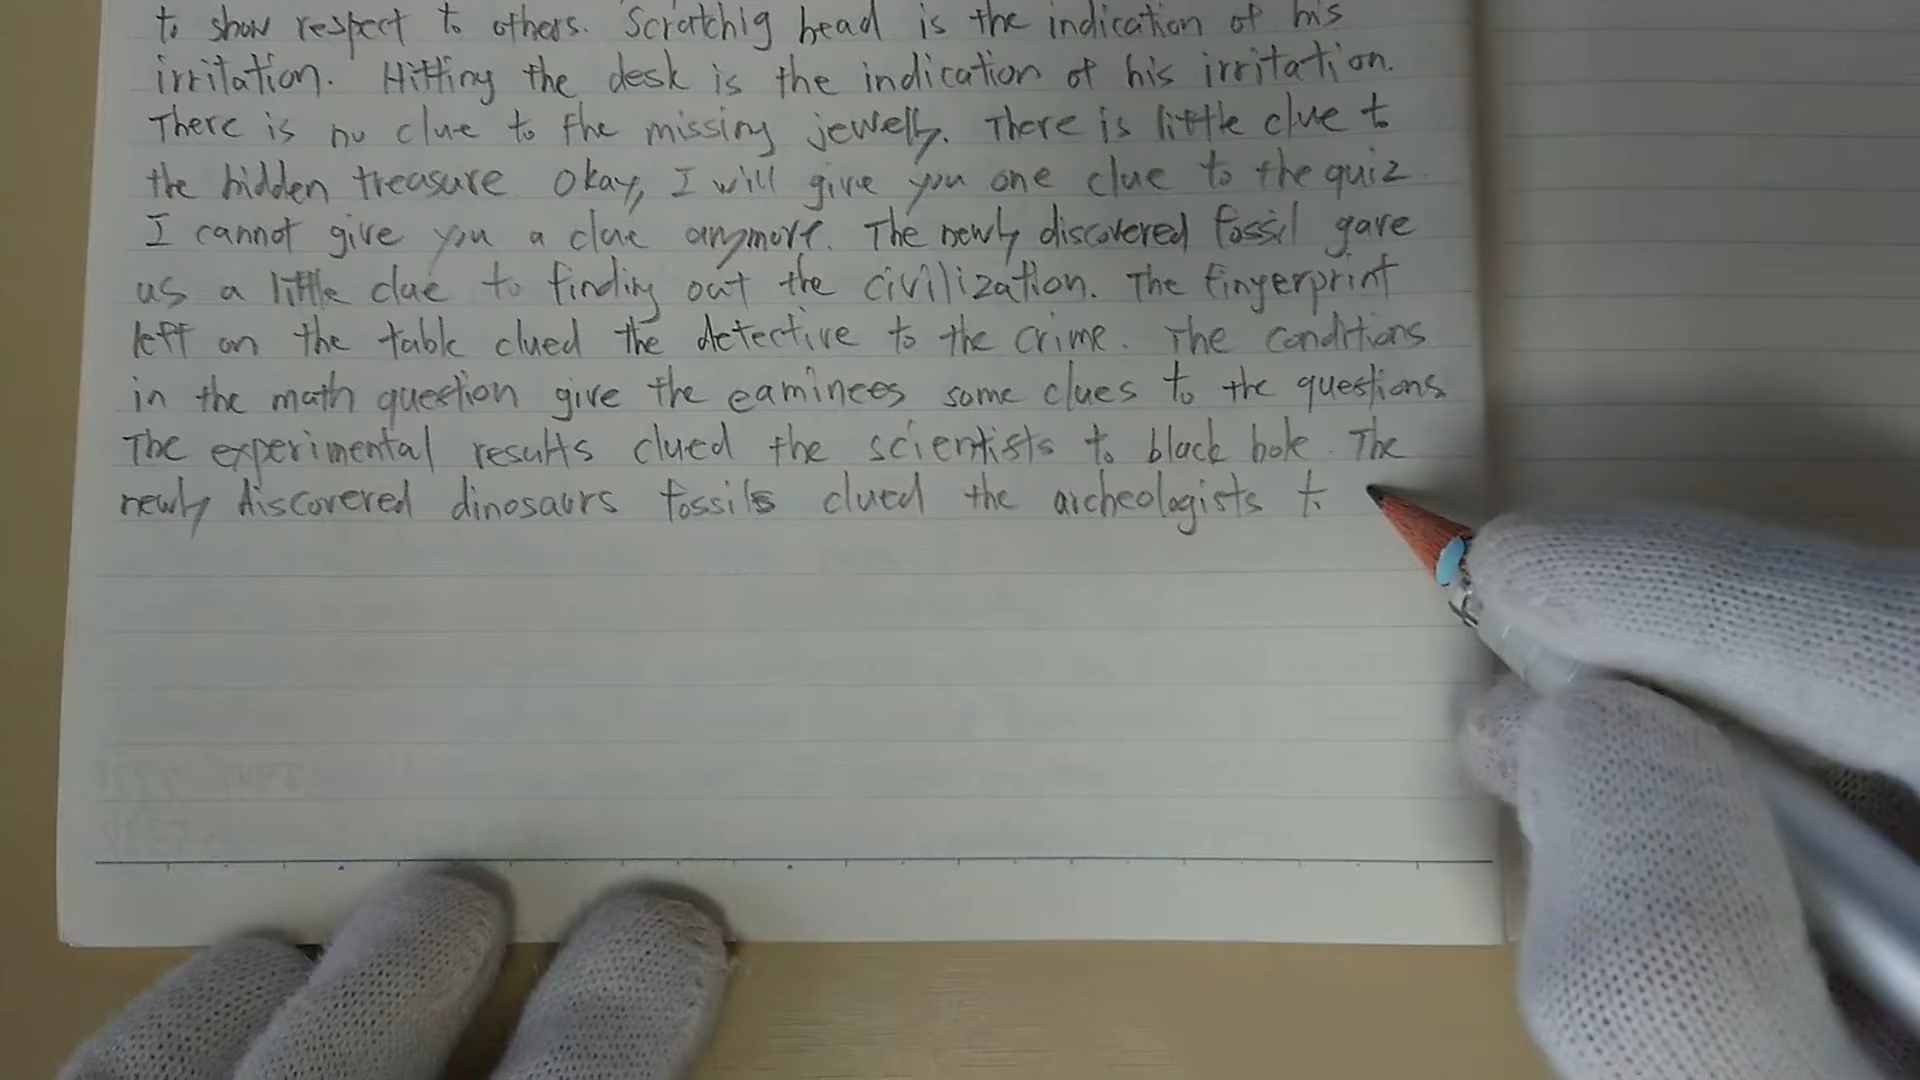 to show respect to others. Scratchig head is the indication of his
irritation. Hitting the desk is the indication of his irritation.
There is no clue to the missing jewelly. There is little clue to
the hidden treasure Okay, I will give you one clue to the quiz.
I cannot give you a clue anymore. The newly discovered fossil gave
us a little clue to finding out the civilization. The fingerprint
left on the table clued the detective to the crime. The conditions
in the math question give the eaminees some clues to the questions.
The experimental results clued the scientists to black hole. The
newly discovered dinosaurs fossils clued the archeologists to